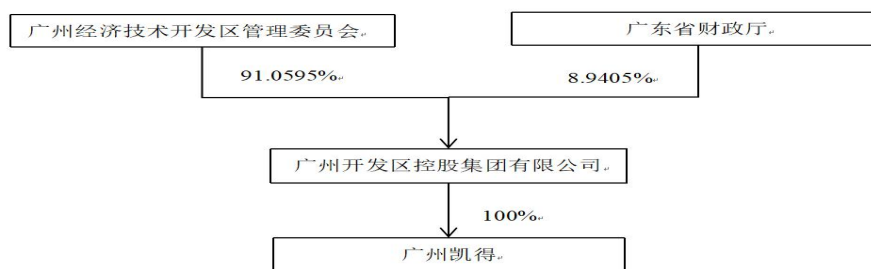 广州经济技术开发区管理委员会
广东省财政厅
91.0595%
8.9405%
广州开发区控股集团有限公司
100%
广州凯得